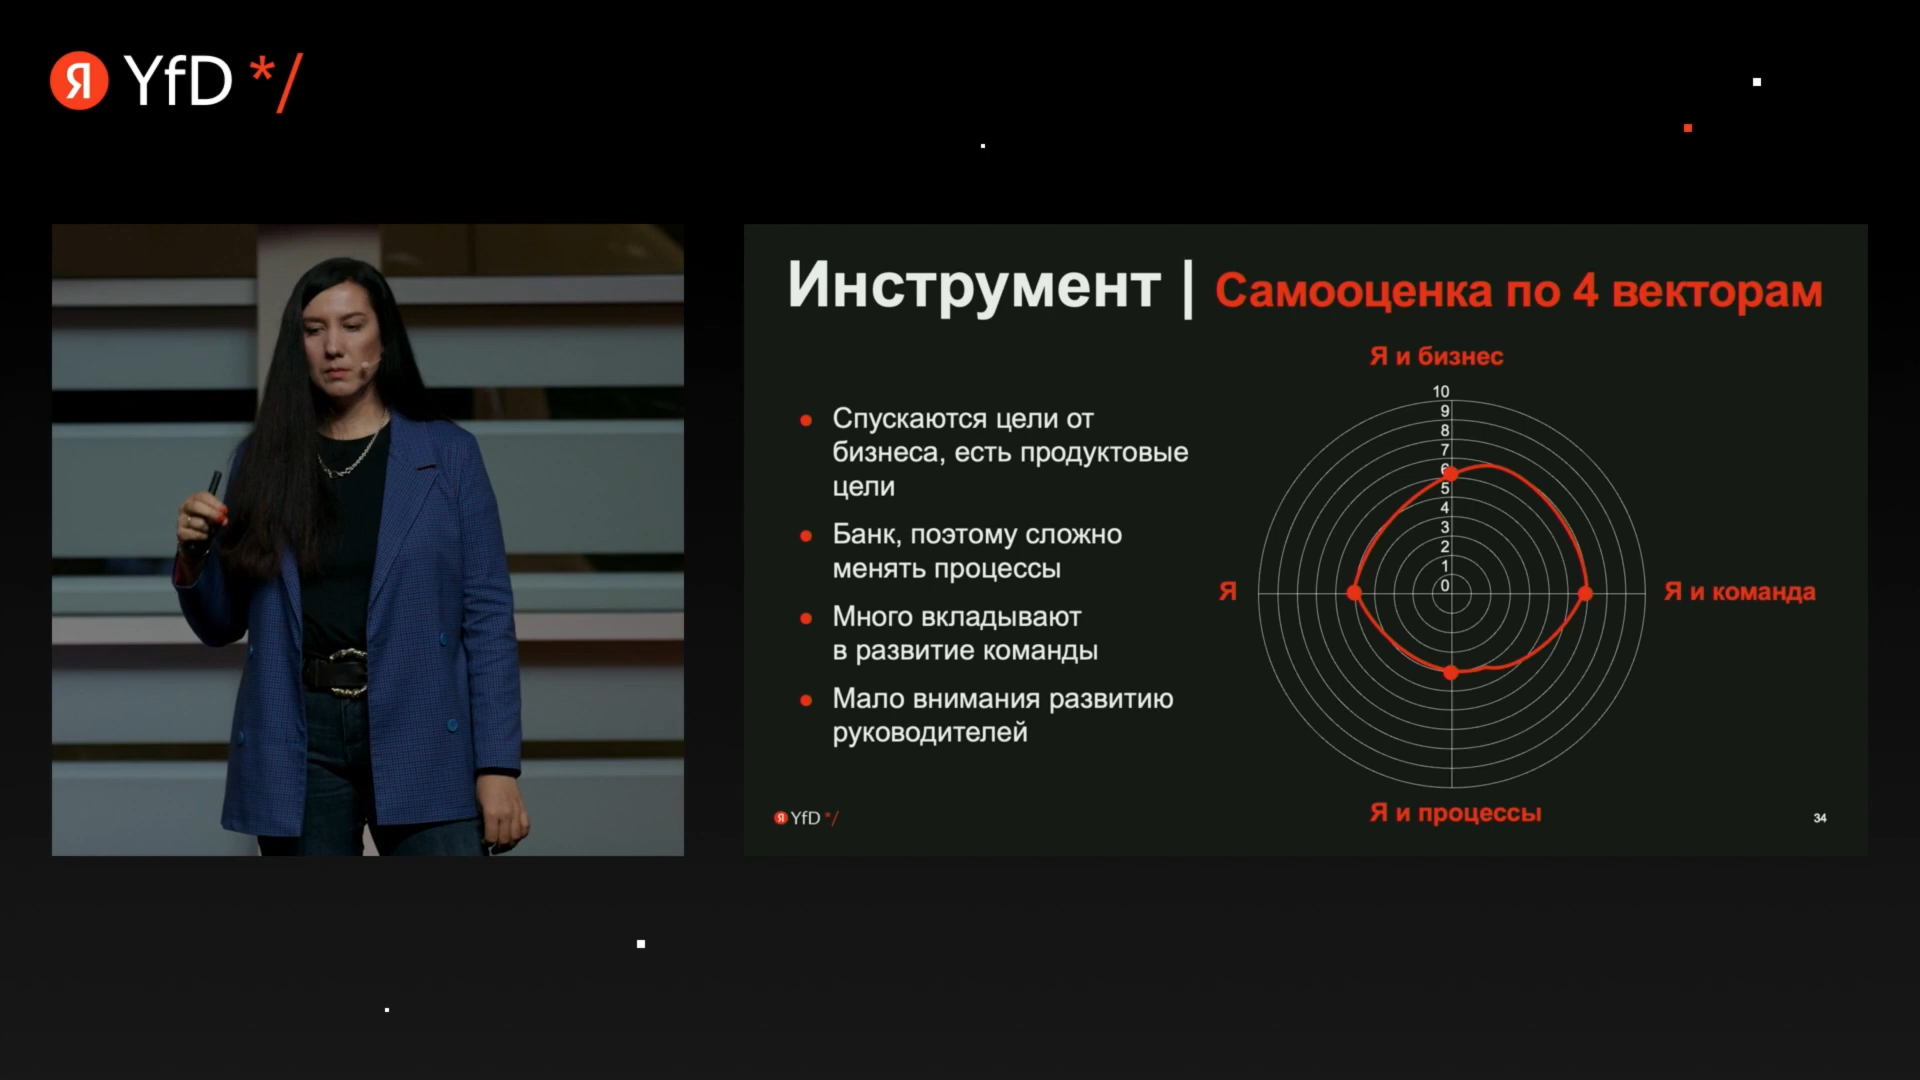 Я YfD */
Инструмент | Самооценка по 4 векторам
Я и бизнес
Спускаются цели от
бизнеса, есть продуктовые
цели
Банк, поэтому сложно
менять процессы
Много вкладывают
в развитие команды
Мало внимания развитию
руководителей
10
9
8
7
6
5
4
3
2
1
0
Я
Я и команда
Я и процессы
Я YfD */
34